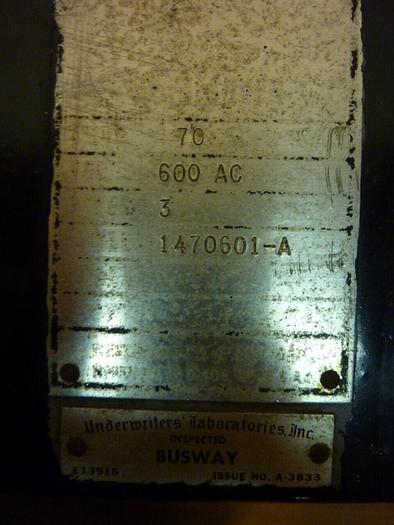 70
600 AC
3
1470601-A
Underwriters' Laboratories, Inc.
INSPECTED
BUSWAY
E13915
ISSUE NO. A-3833